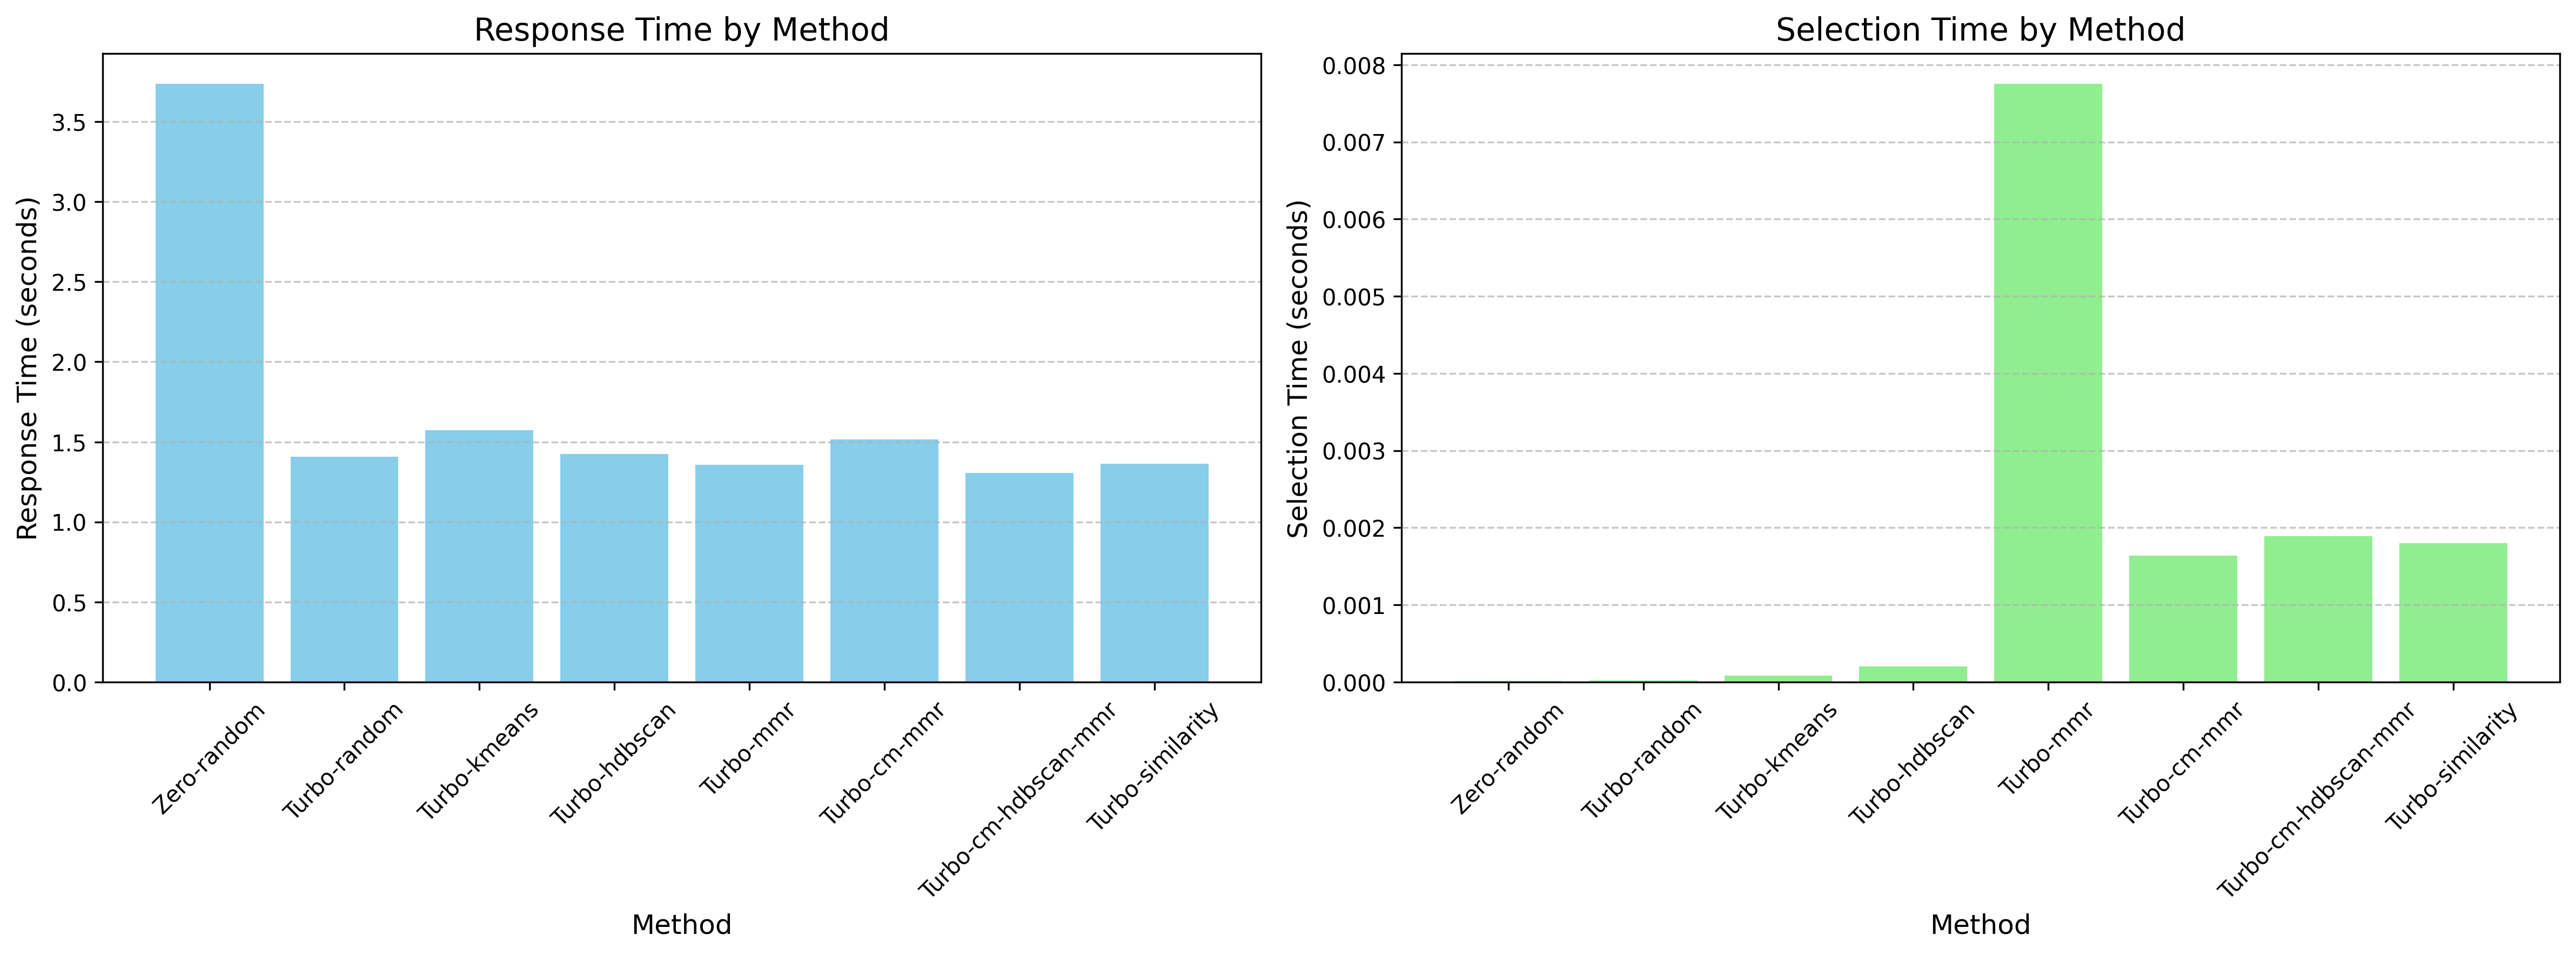 Response Time by Method
Response Time (seconds)
3.5
3.0
2.5
2.0
1.5
1.0
0.5
0.0
Zero-random
Turbo-random
Turbo-kmeans
Turbo-hdbscan
Turbo-mmr
Turbo-cm-mmr
Turbo-cm-hdbscan-mmr
Turbo-similarity
Method
Selection Time by Method
Selection Time (seconds)
0.008
0.007
0.006
0.005
0.004
0.003
0.002
0.001
0.000
Zero-random
Turbo-random
Turbo-kmeans
Turbo-hdbscan
Turbo-mmr
Turbo-cm-mmr
Turbo-cm-hdbscan-mmr
Turbo-similarity
Method